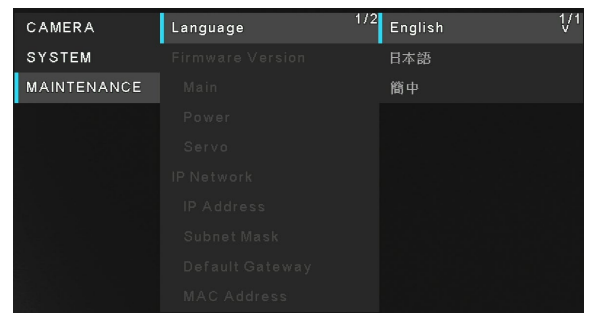 CAMERA
SYSTEM
MAINTENANCE
Language 1/2
Firmware Version
Main
Power
Servo
IP Network
IP Address
Subnet Mask
Default Gateway
MAC Address
English 1/1
日本語
簡中